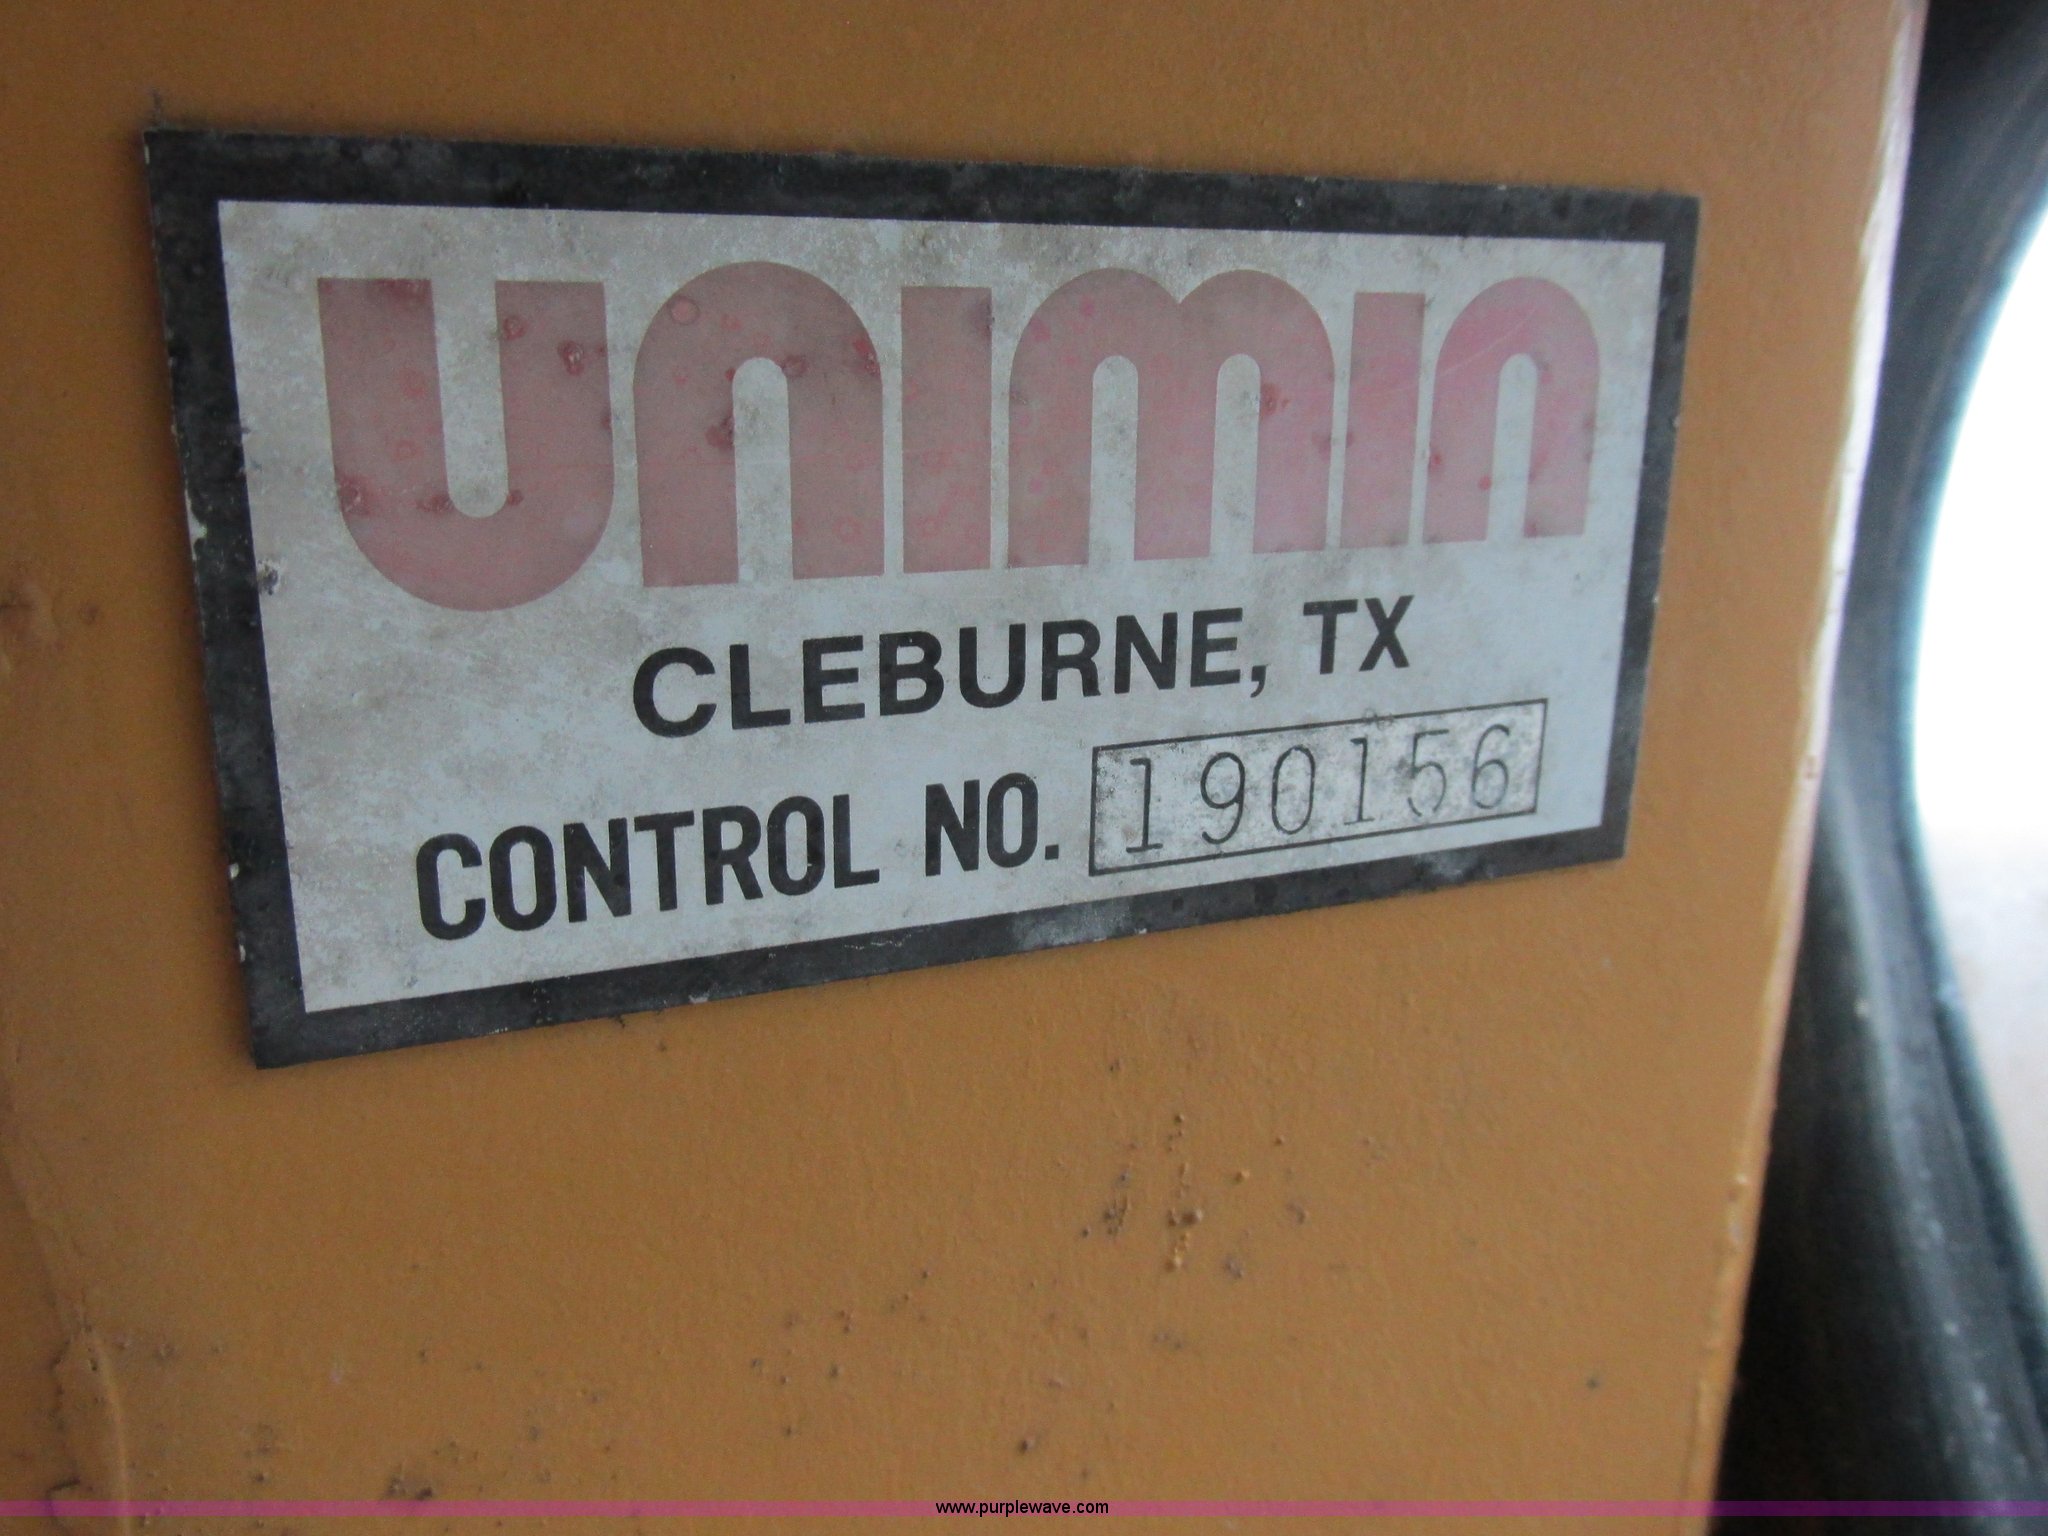 UNIMIN
CLEBURNE, TX
CONTROL NO. 190156
www.purplewave.com